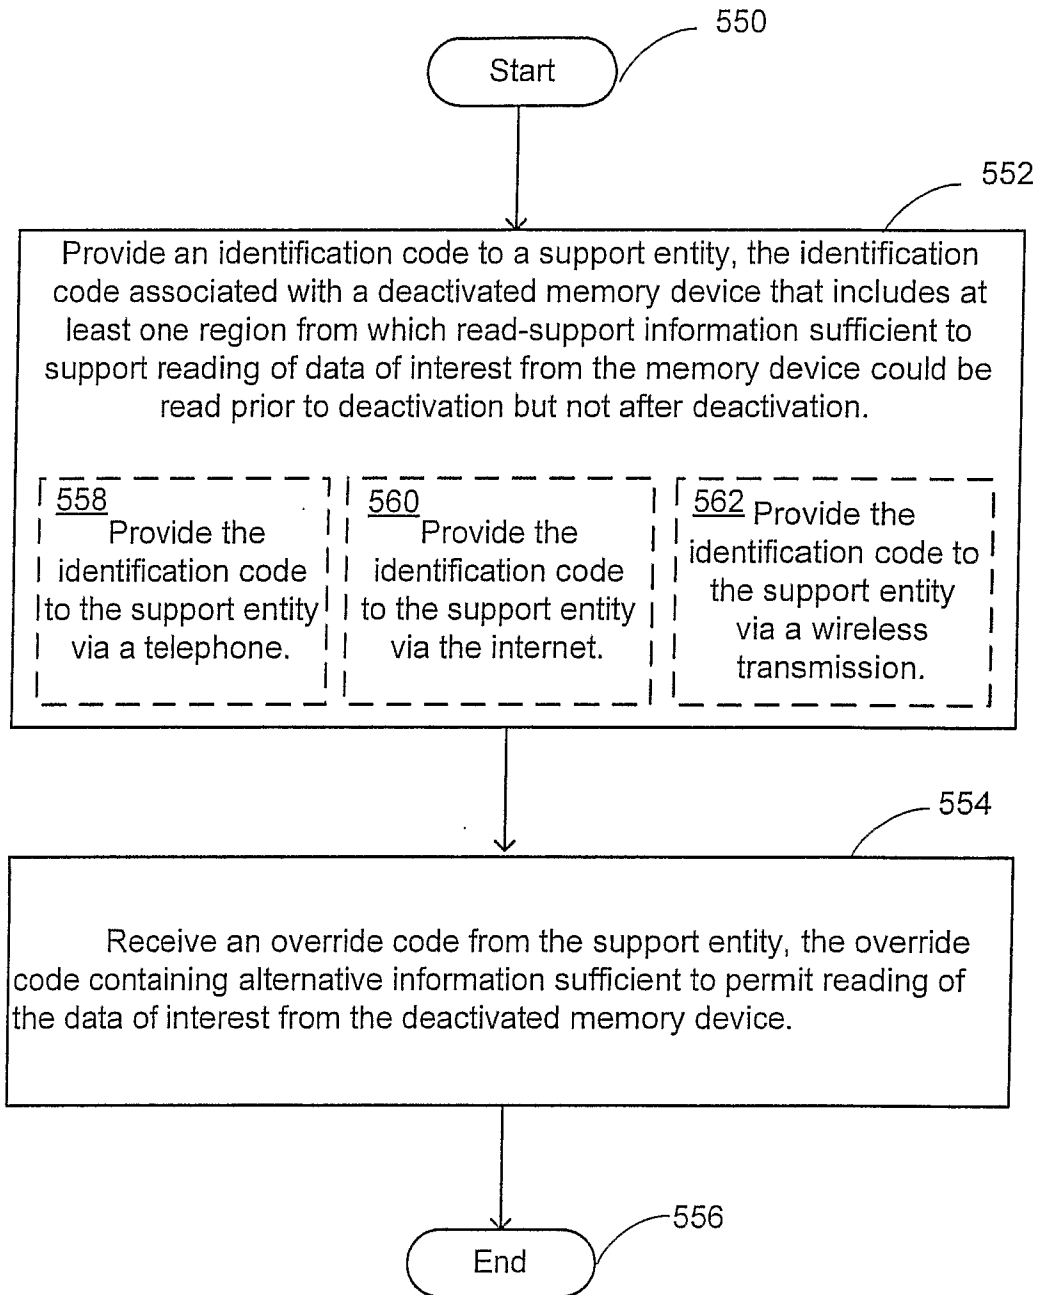 550
Start
552
Provide an identification code to a support entity, the identification
code associated with a deactivated memory device that includes at
least one region from which read-support information sufficient to
support reading of data of interest from the memory device could be
read prior to deactivation but not after deactivation.
558
Provide the
identification code
to the support entity
via a telephone.
560
Provide the
identification code
to the support entity
via the internet.
562 Provide the
identification code to
the support entity
via a wireless
transmission.
554
Receive an override code from the support entity, the override
code containing alternative information sufficient to permit reading of
the data of interest from the deactivated memory device.
556
End